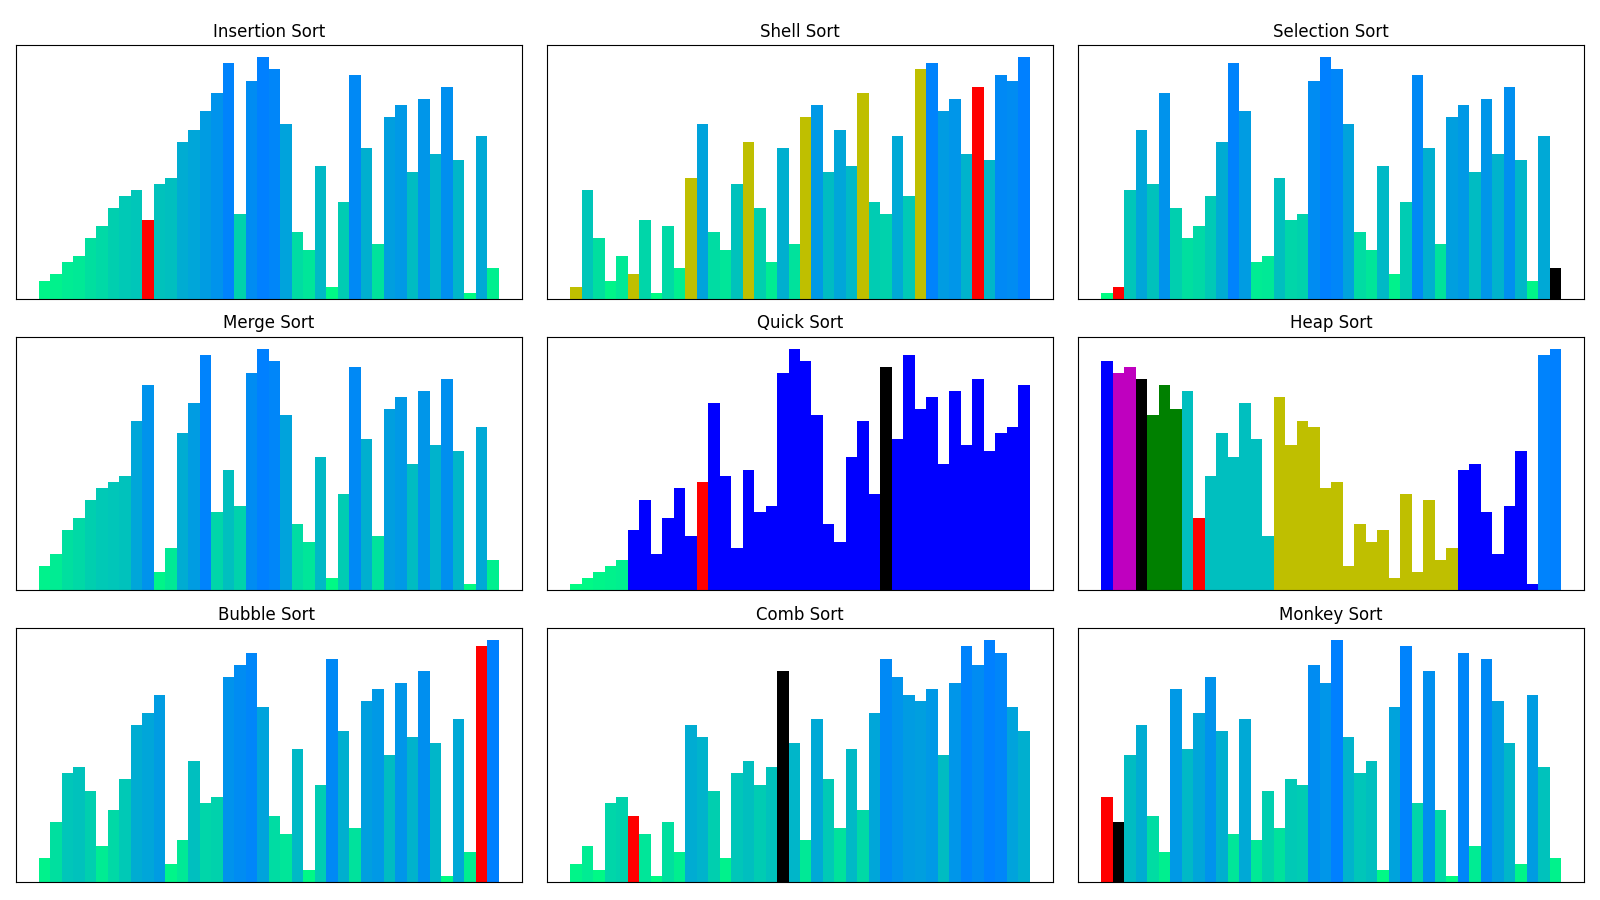 Insertion Sort
Shell Sort
Selection Sort
Merge Sort
Quick Sort
Heap Sort
Bubble Sort
Comb Sort
Monkey Sort